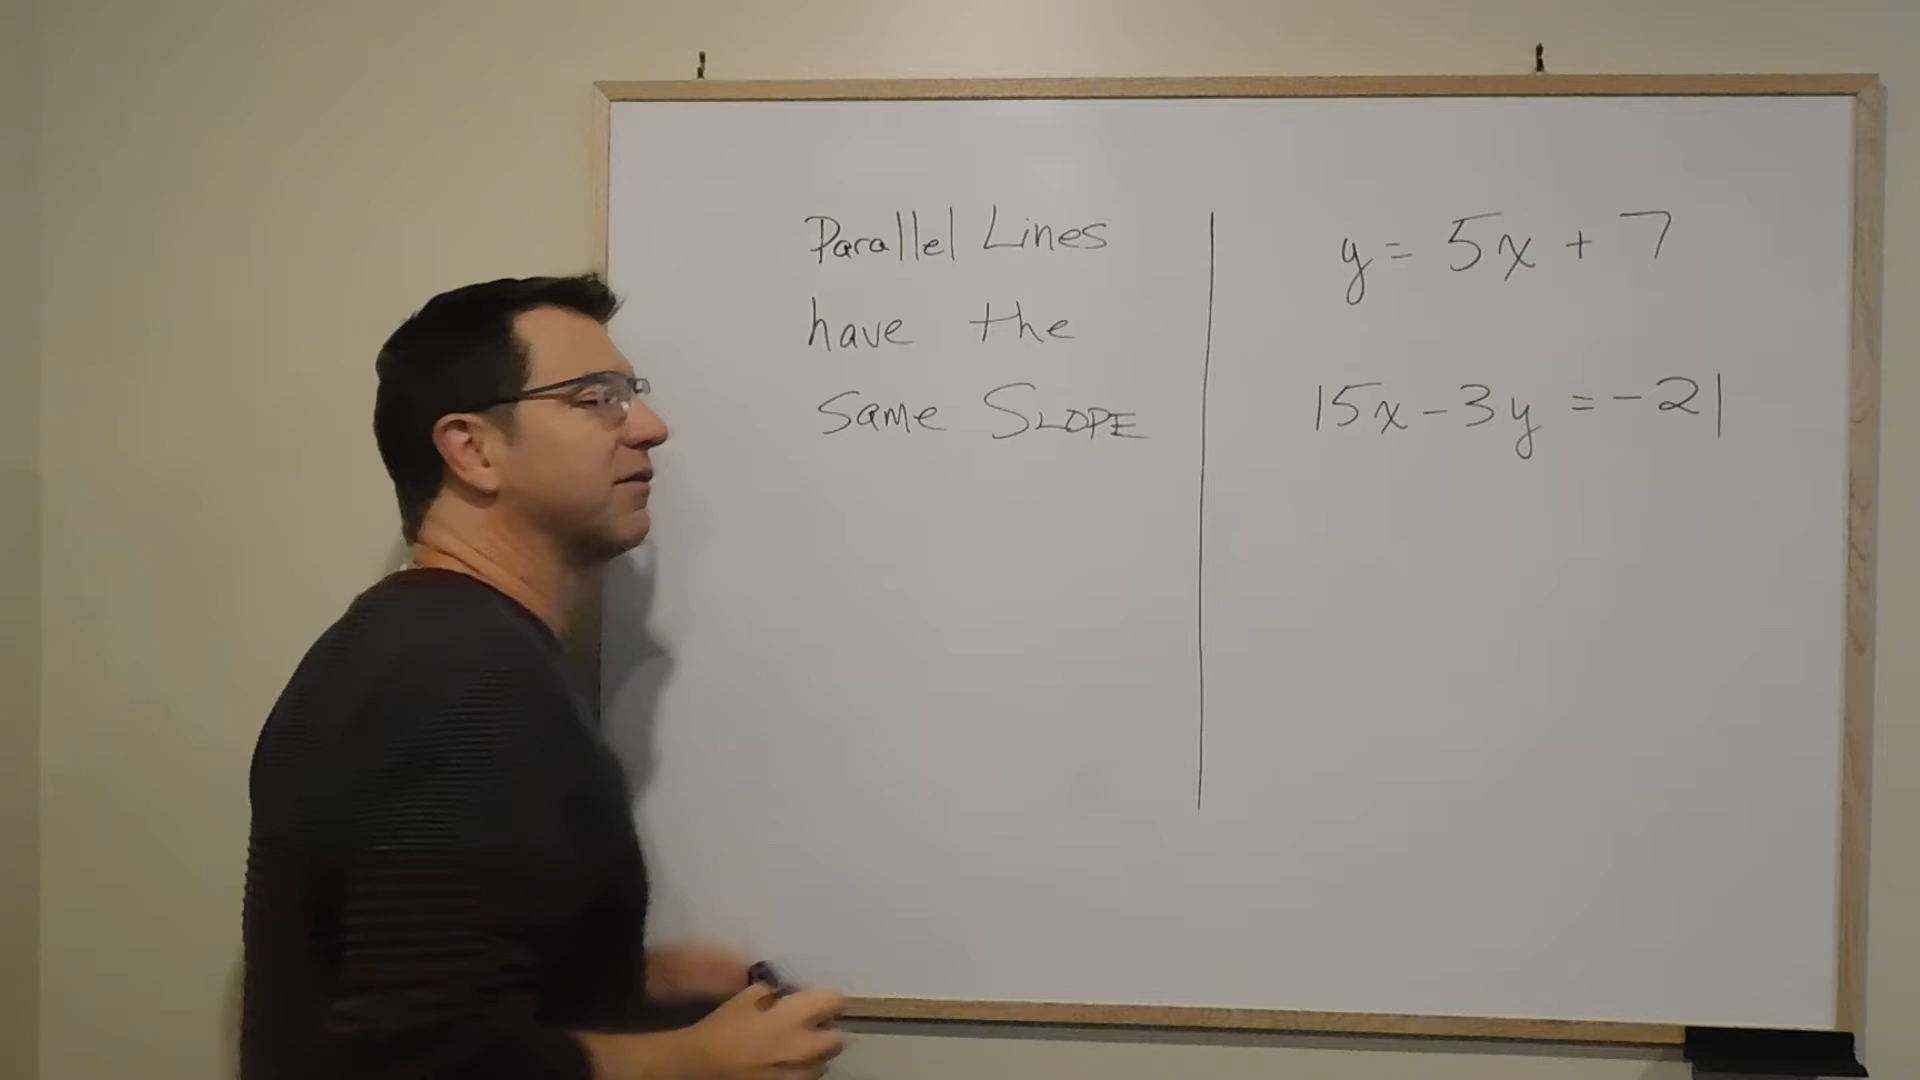 Parallel Lines
have the
same SLOPE
y = 5x + 7
15x - 3y = -21